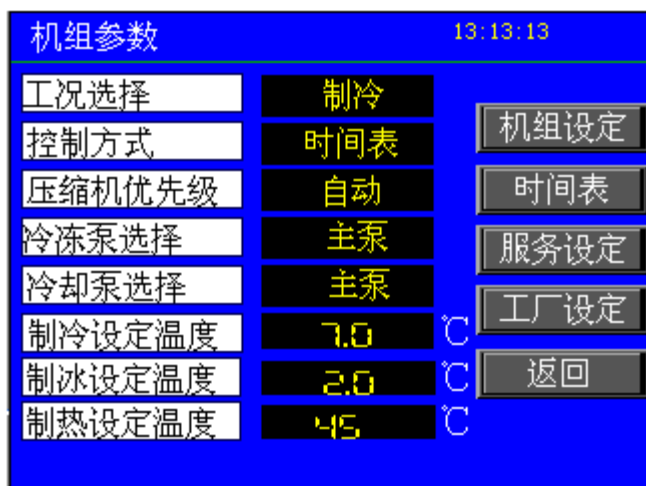 机组参数 13:13:13
工况选择 制冷
控制方式 时间表
压缩机优先级 自动
冷冻泵选择 主泵
冷却泵选择 主泵
制冷设定温度 7.0 ℃
制冰设定温度 2.0 ℃
制热设定温度 45 ℃
机组设定
时间表
服务设定
工厂设定
返回